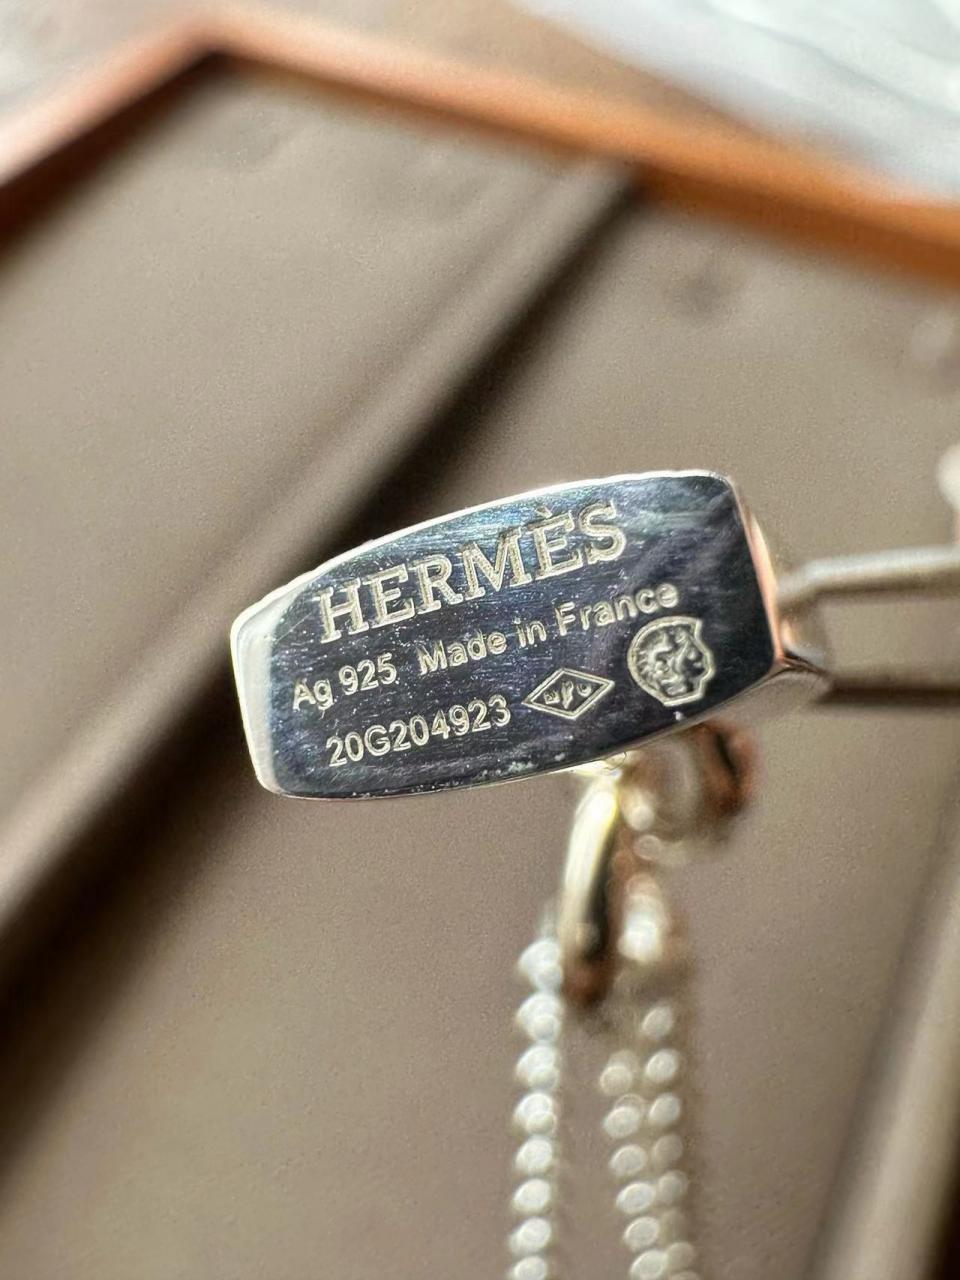 HERMÈS
Ag 925 Made in France
20G204923